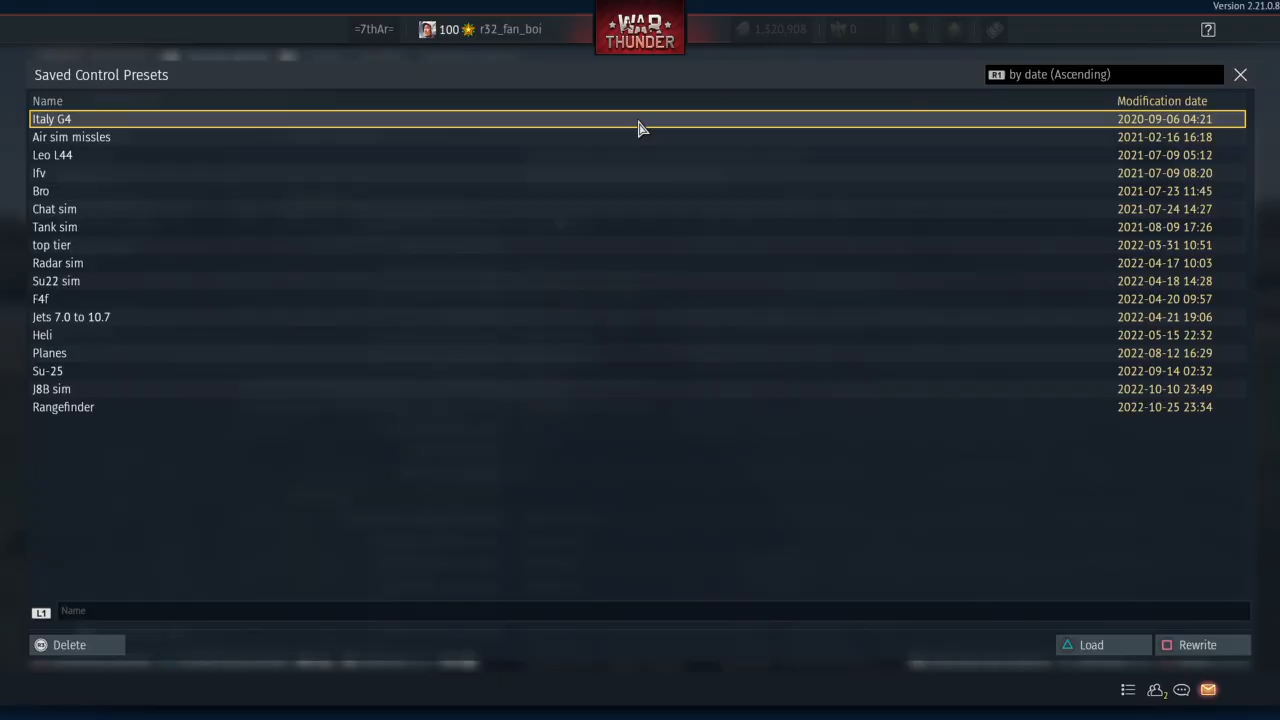 Version 2.21.0.8
=7thAr= 100 r32_fan_boi WAR THUNDER 1,320,908 0
Saved Control Presets R1 by date (Ascending)
Name Modification date
Italy G4 2020-09-06 04:21
Air sim missles 2021-02-16 16:18
Leo L44 2021-07-09 05:12
Ifv 2021-07-09 08:20
Bro 2021-07-23 11:45
Chat sim 2021-07-24 14:27
Tank sim 2021-08-09 17:26
top tier 2022-03-31 10:51
Radar sim 2022-04-17 10:03
Su22 sim 2022-04-18 14:28
F4f 2022-04-20 09:57
Jets 7.0 to 10.7 2022-04-21 19:06
Heli 2022-05-15 22:32
Planes 2022-08-12 16:29
Su-25 2022-09-14 02:32
J8B sim 2022-10-10 23:49
Rangefinder 2022-10-25 23:34
L1 Name
Delete Load Rewrite
2